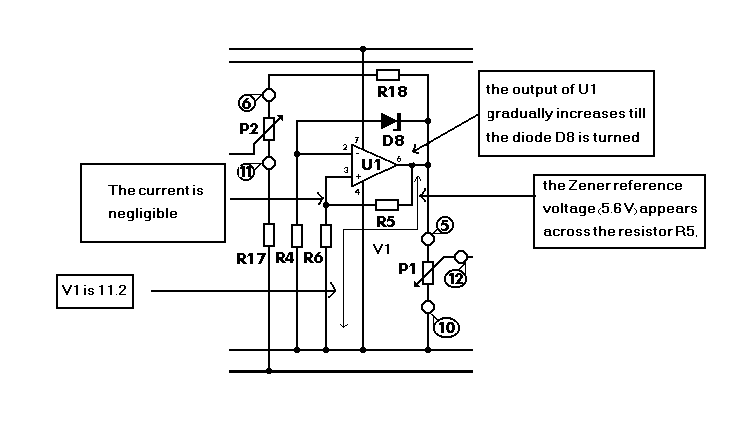 R18
the output of U1
gradually increases till
the diode D8 is turned
6
P2
D8
7
2
-
U1
6
3
+
4
11
The current is
negligible
R5
the Zener reference
voltage (5.6 V) appears
across the resistor R5.
5
V1
R17 R4 R6
P1
12
V1 is 11.2
10